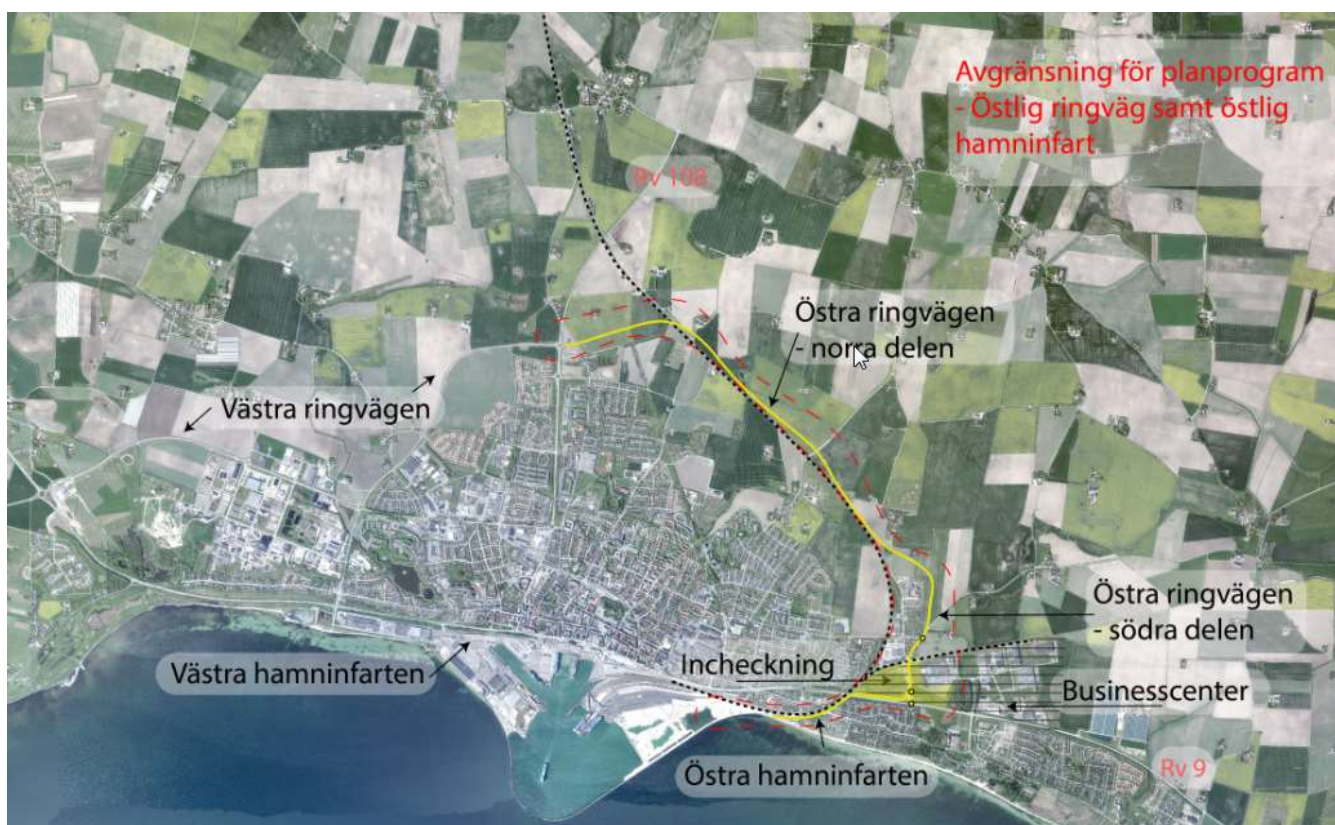 Avgränsning för planprogram
- Östlig ringväg samt östlig
hamninfart
Rv 108
Östra ringvägen
- norra delen
Västra ringvägen
Östra ringvägen
- södra delen
Incheckning
Västra hamninfarten
Businesscenter
Östra hamninfarten
Rv 9